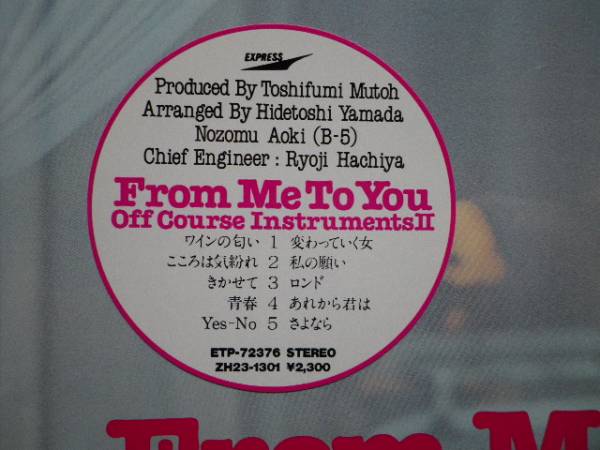 EXPRESS
Produced By Toshifumi Mutoh
Arranged By Hidetoshi Yamada
Nozomu Aoki (B-5)
Chief Engineer : Ryoji Hachiya
From Me To You
Off Course Instruments II
ワインの匂い 1 変わっていく女
こころは気紛れ 2 私の願い
きかせて 3 ロンド
青春 4 あれから君は
Yes-No 5 さよなら
ETP-72376 STEREO
ZH23-1301 ¥2,300
From M